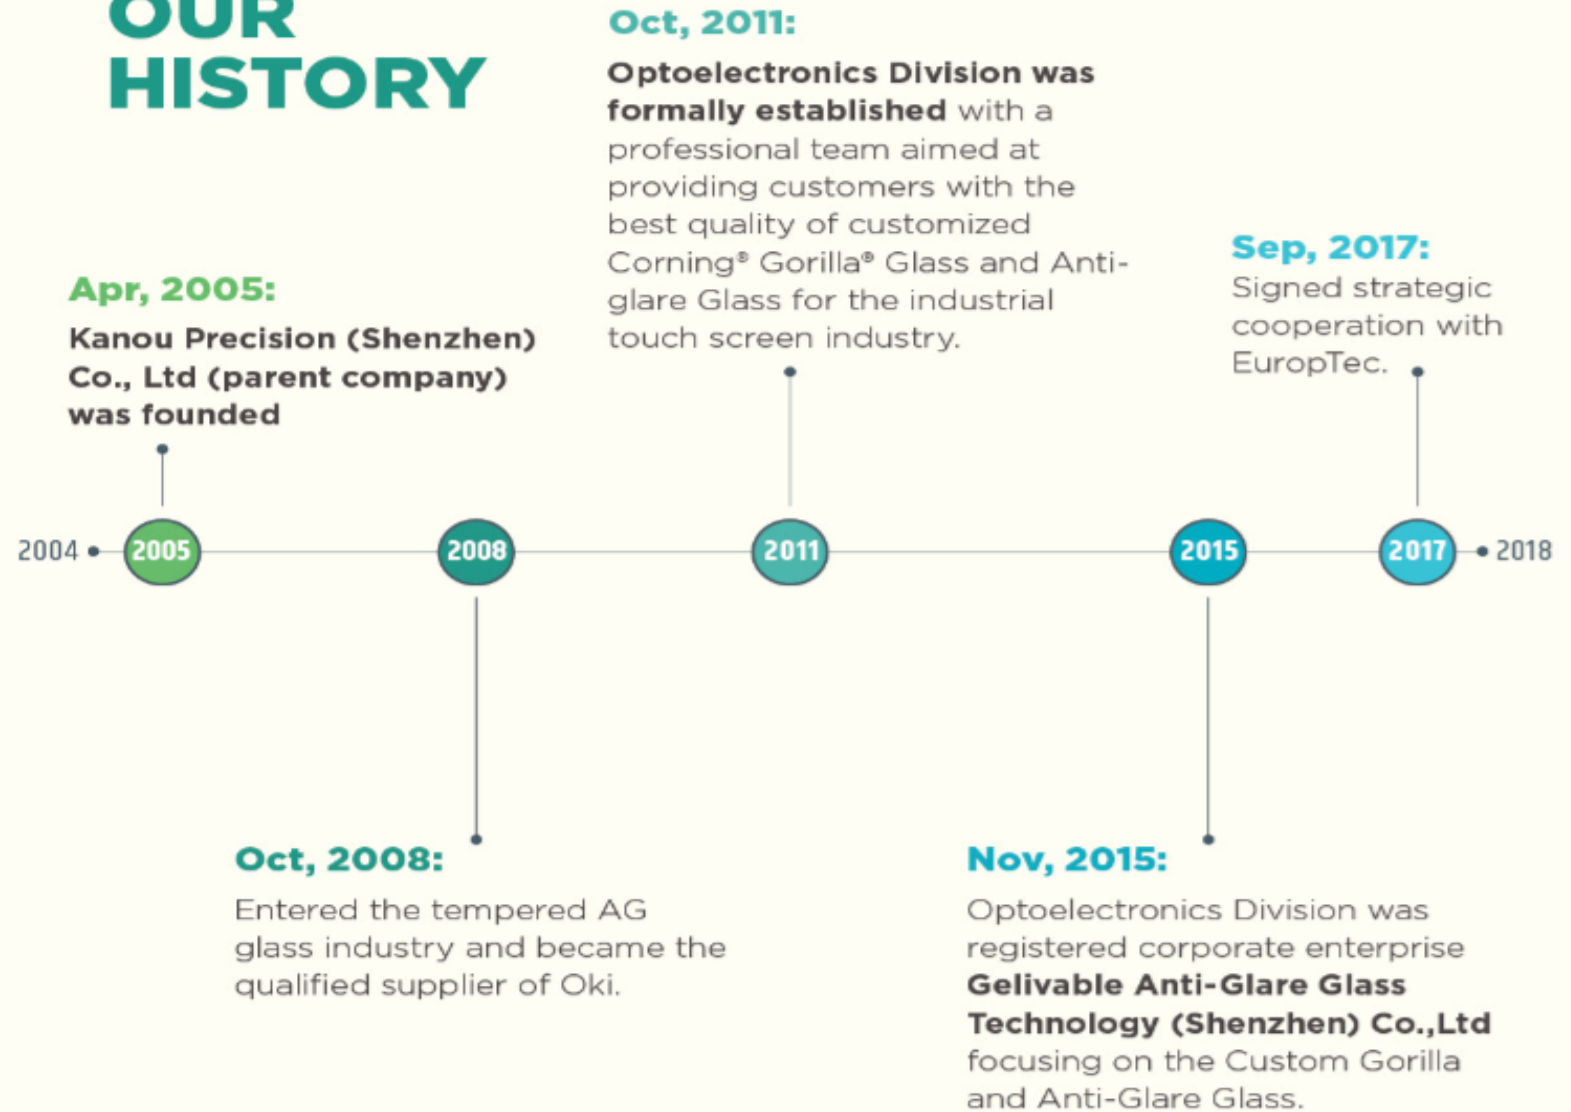 OUR
HISTORY
Oct, 2011:
Optoelectronics Division was
formally established with a
professional team aimed at
providing customers with the
best quality of customized
Corning® Gorilla® Glass and Anti-
glare Glass for the industrial
touch screen industry.
Sep, 2017:
Signed strategic
cooperation with
EuropTec.
Apr, 2005:
Kanou Precision (Shenzhen)
Co., Ltd (parent company)
was founded
2004 2005 2008 2011 2015 2017 2018
Oct, 2008:
Entered the tempered AG
glass industry and became the
qualified supplier of Oki.
Nov, 2015:
Optoelectronics Division was
registered corporate enterprise
Gelivable Anti-Glare Glass
Technology (Shenzhen) Co.,Ltd
focusing on the Custom Gorilla
and Anti-Glare Glass.